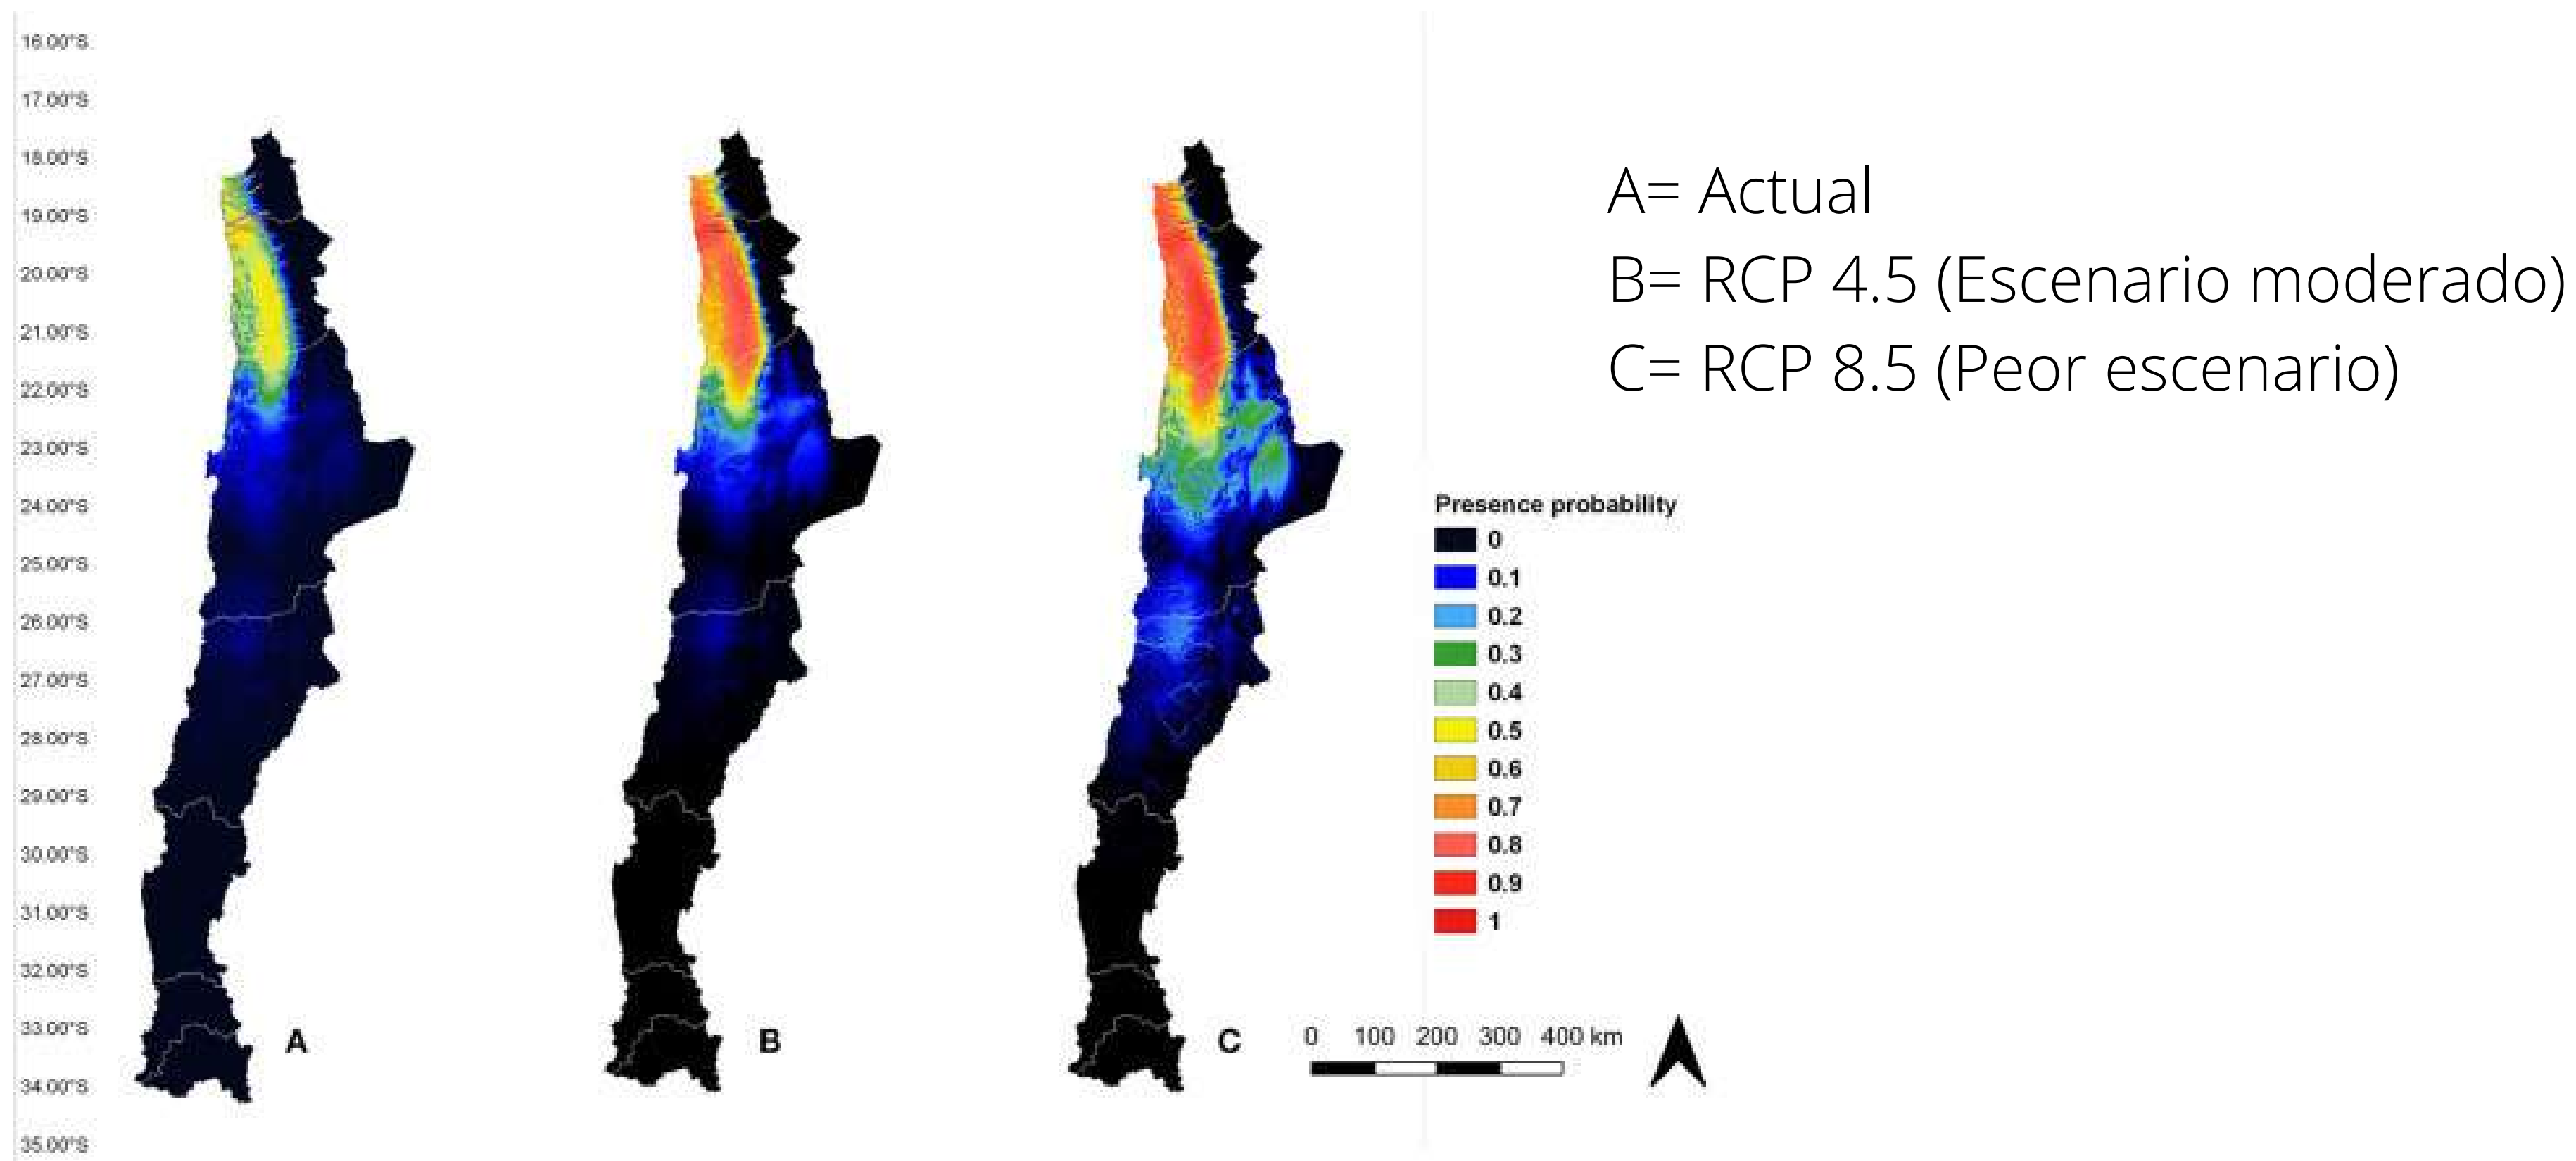 16.00°S
17.00°S
18.00°S
19.00°S
20.00°S
21.00°S
22.00°S
23.00°S
24.00°S
25.00°S
26.00°S
27.00°S
28.00°S
29.00°S
30.00°S
31.00°S
32.00°S
33.00°S
34.00°S
35.00°S
A
B
C
A= Actual
B= RCP 4.5 (Escenario moderado)
C= RCP 8.5 (Peor escenario)
Presence probability
0
0.1
0.2
0.3
0.4
0.5
0.6
0.7
0.8
0.9
1
0 100 200 300 400 km